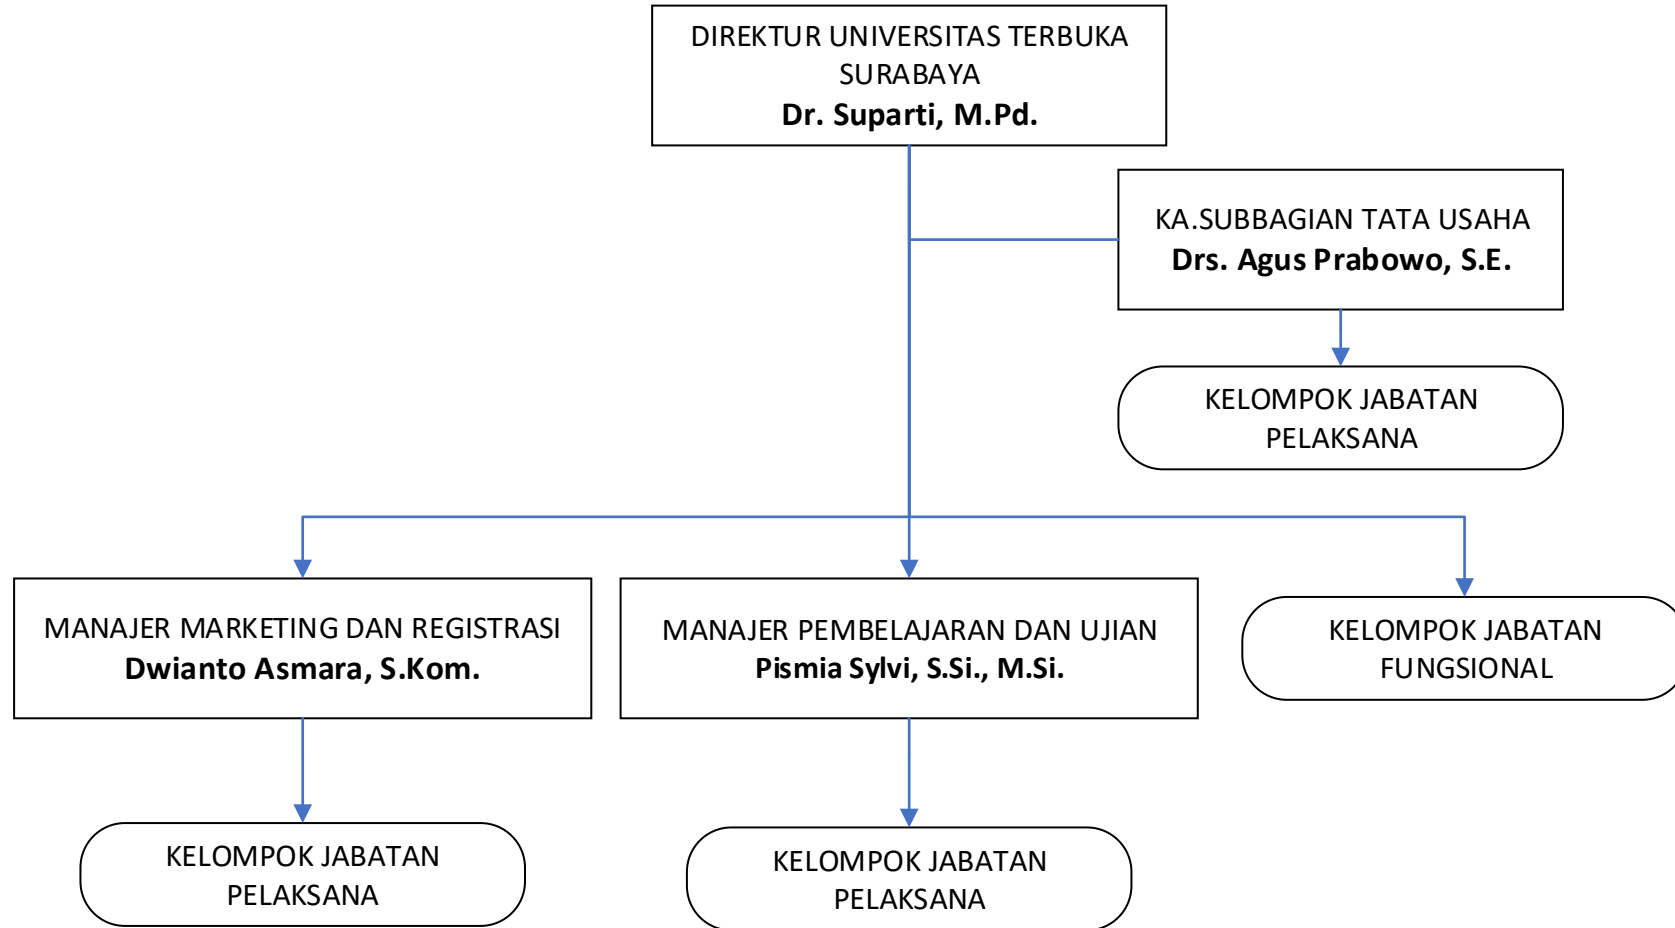 DIREKTUR UNIVERSITAS TERBUKA
SURABAYA
Dr. Suparti, M.Pd.
KA.SUBBAGIAN TATA USAHA
Drs. Agus Prabowo, S.E.
KELOMPOK JABATAN
PELAKSANA
MANAJER MARKETING DAN REGISTRASI
Dwianto Asmara, S.Kom.
MANAJER PEMBELAJARAN DAN UJIAN
Pismia Sylvi, S.Si., M.Si.
KELOMPOK JABATAN
FUNGSIONAL
KELOMPOK JABATAN
PELAKSANA
KELOMPOK JABATAN
PELAKSANA